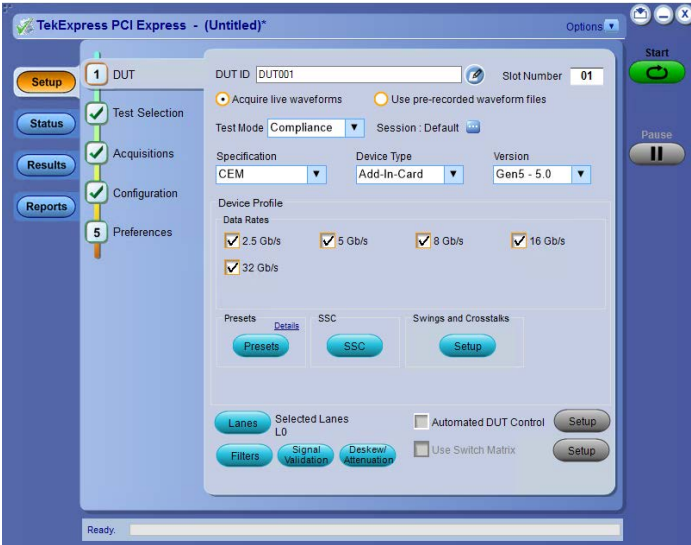 TekExpress PCI Express - (Untitled)*
Options
Start
Setup
Status
Results
Reports
Pause
1 DUT
Test Selection
Acquisitions
Configuration
5 Preferences
DUT ID DUT001
Slot Number 01
Acquire live waveforms
Use pre-recorded waveform files
Test Mode Compliance
Session : Default
Specification
Device Type
Version
CEM
Add-In-Card
Gen5 - 5.0
Device Profile
Data Rates
2.5 Gb/s
5 Gb/s
8 Gb/s
16 Gb/s
32 Gb/s
Presets
Details
Presets
SSC
SSC
Swings and Crosstalks
Setup
Lanes
Selected Lanes
L0
Automated DUT Control
Setup
Filters
Signal
Validation
Deskew/
Attenuation
Use Switch Matrix
Setup
Ready.